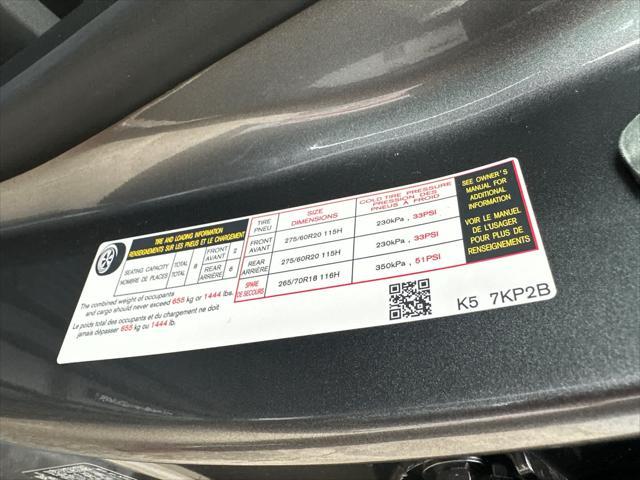 TIRE AND LOADING INFORMATION
RENSEIGNEMENTS SUR LES PNEUS ET LE CHARGEMENT
SEATING CAPACITY
NOMBRE DE PLACES
TOTAL
TOTAL
8
FRONT
AVANT
2
REAR
ARRIÈRE
6
The combined weight of occupants
and cargo should never exceed 655 kg or 1444 lbs.
Le poids total des occupants et du chargement ne doit
jamais dépasser 655 kg ou 1444 lb.
TIRE
PNEU
SIZE
DIMENSIONS
COLD TIRE PRESSURE
PRESSION DES
PNEUS À FROID
FRONT
AVANT
275/60R20 115H
230kPa , 33PSI
REAR
ARRIÈRE
275/60R20 115H
230kPa , 33PSI
SPARE
DE SECOURS
265/70R18 116H
350kPa , 51PSI
SEE OWNER'S
MANUAL FOR
ADDITIONAL
INFORMATION
VOIR LE MANUEL
DE L'USAGER
POUR PLUS DE
RENSEIGNEMENTS
K5 7KP2B